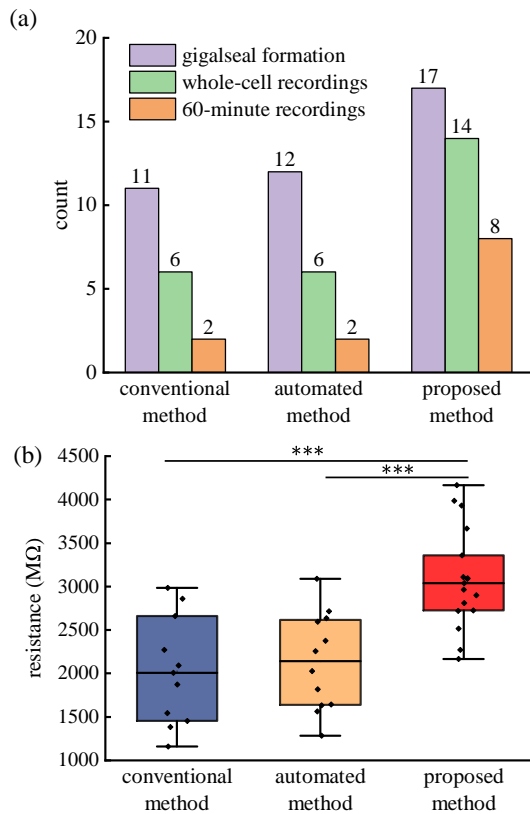 (a)
20
15
10
5
0
count
gigalseal formation
whole-cell recordings
60-minute recordings
11
6
2
12
6
2
17
14
8
conventional
method
automated
method
proposed
method
(b)
4500
4000
3500
3000
2500
2000
1500
1000
resistance (MΩ)
***
***
conventional
method
automated
method
proposed
method